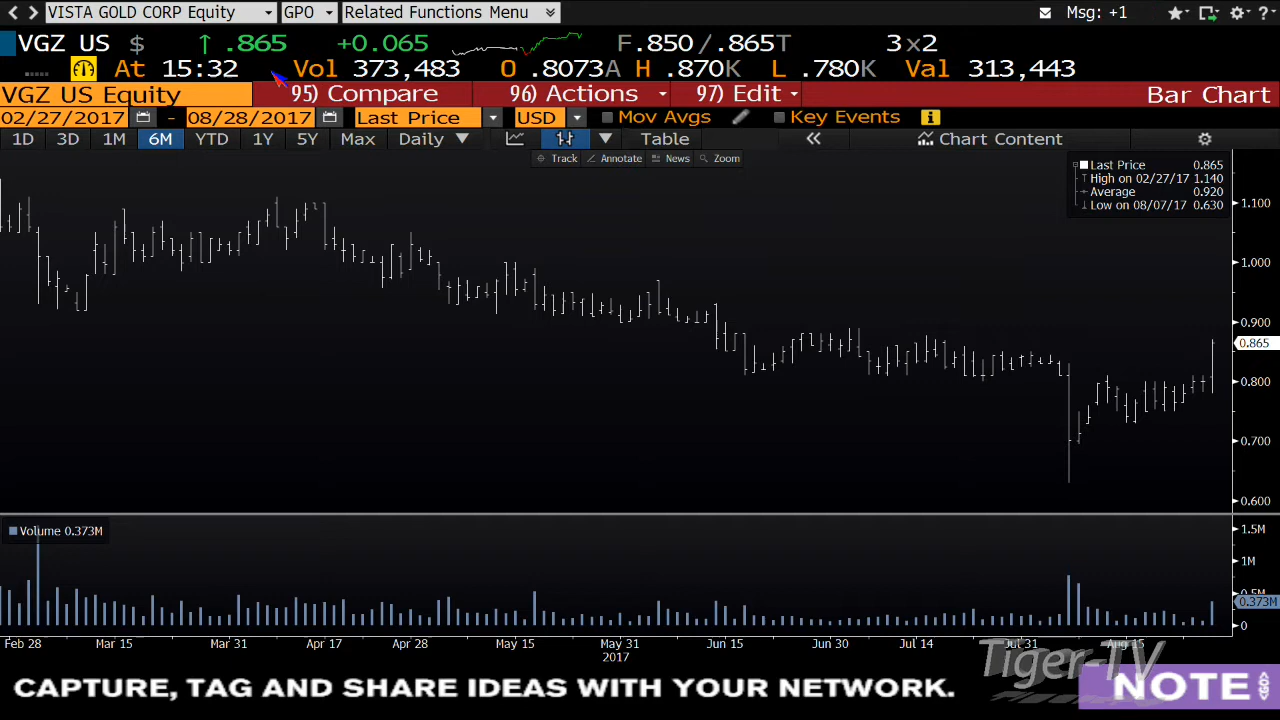 VISTA GOLD CORP Equity GPO Related Functions Menu Msg: +1 ?
VGZ US $ ↑ .865 +0.065 F.850/.865T 3x2
At 15:32 Vol 373,483 O .8073A H .870K L .780K Val 313,443
VGZ US Equity 95) Compare 96) Actions 97) Edit Bar Chart
02/27/2017 - 08/28/2017 Last Price USD Mov Avgs Key Events i
1D 3D 1M 6M YTD 1Y 5Y Max Daily ▼ Table « Chart Content
Track Annotate News Zoom
Last Price 0.865
High on 02/27/17 1.140
Average 0.920
Low on 08/07/17 0.630
1.100
1.000
0.900
0.865
0.800
0.700
0.600
Volume 0.373M
1.5M
1M
0.5M
0.373M
0
Feb 28 Mar 15 Mar 31 Apr 17 Apr 28 May 15 May 31 Jun 15 Jun 30 Jul 14 Jul 31 Aug 15
2017
Tiger-TV
CAPTURE, TAG AND SHARE IDEAS WITH YOUR NETWORK. NOTE